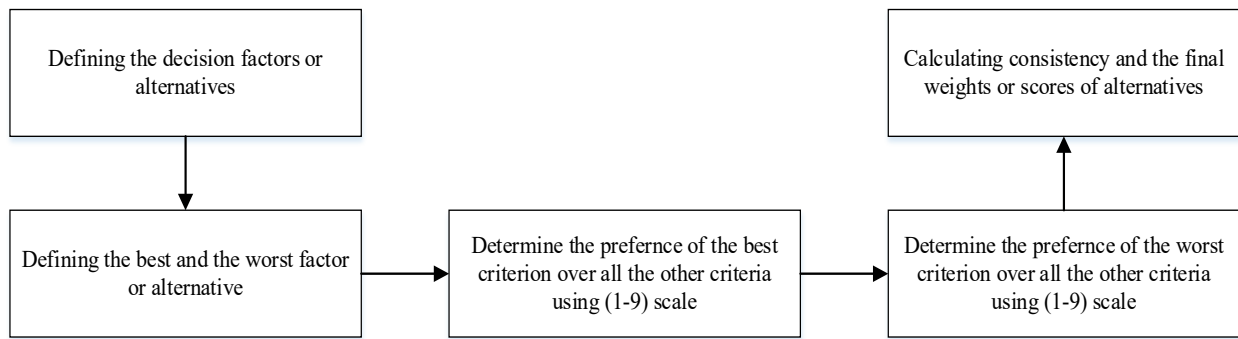 Defining the decision factors or
alternatives
Defining the best and the worst factor
or alternative
Determine the prefernce of the best
criterion over all the other criteria
using (1-9) scale
Determine the prefernce of the worst
criterion over all the other criteria
using (1-9) scale
Calculating consistency and the final
weights or scores of alternatives